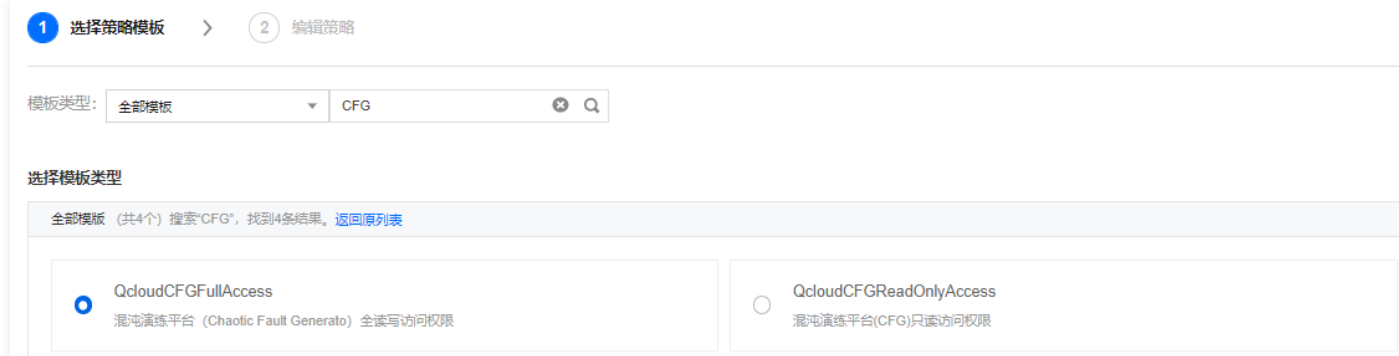 1 选择策略模板 > 2 编辑策略
模板类型: 全部模板 CFG
选择模板类型
全部模版 (共4个) 搜索“CFG”，找到4条结果。返回原列表
QcloudCFGFullAccess QcloudCFGReadOnlyAccess
混沌演练平台（Chaotic Fault Generato）全读写访问权限 混沌演练平台(CFG)只读访问权限